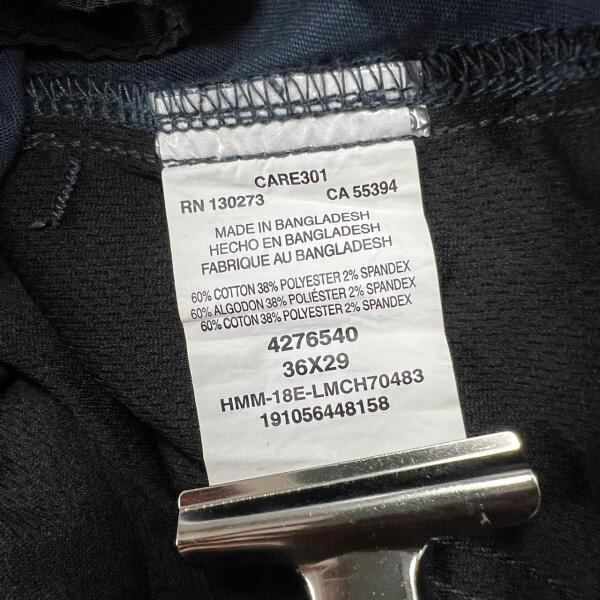 CARE301
RN 130273 CA 55394
MADE IN BANGLADESH
HECHO EN BANGLADESH
FABRIQUE AU BANGLADESH
60% COTTON 38% POLYESTER 2% SPANDEX
60% ALGODON 38% POLIÉSTER 2% SPANDEX
60% COTON 38% POLYESTER 2% SPANDEX
4276540
36X29
HMM-18E-LMCH70483
191056448158